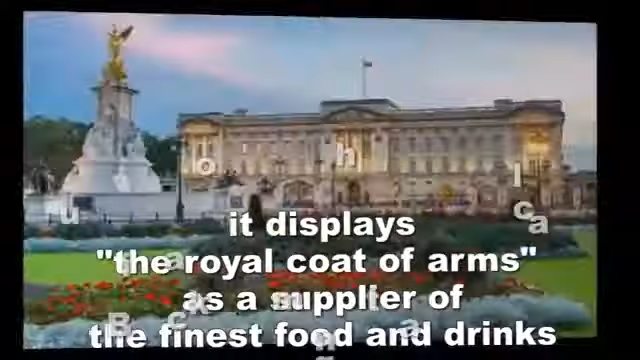 it displays
"the royal coat of arms"
as a supplier of
the finest food and drinks